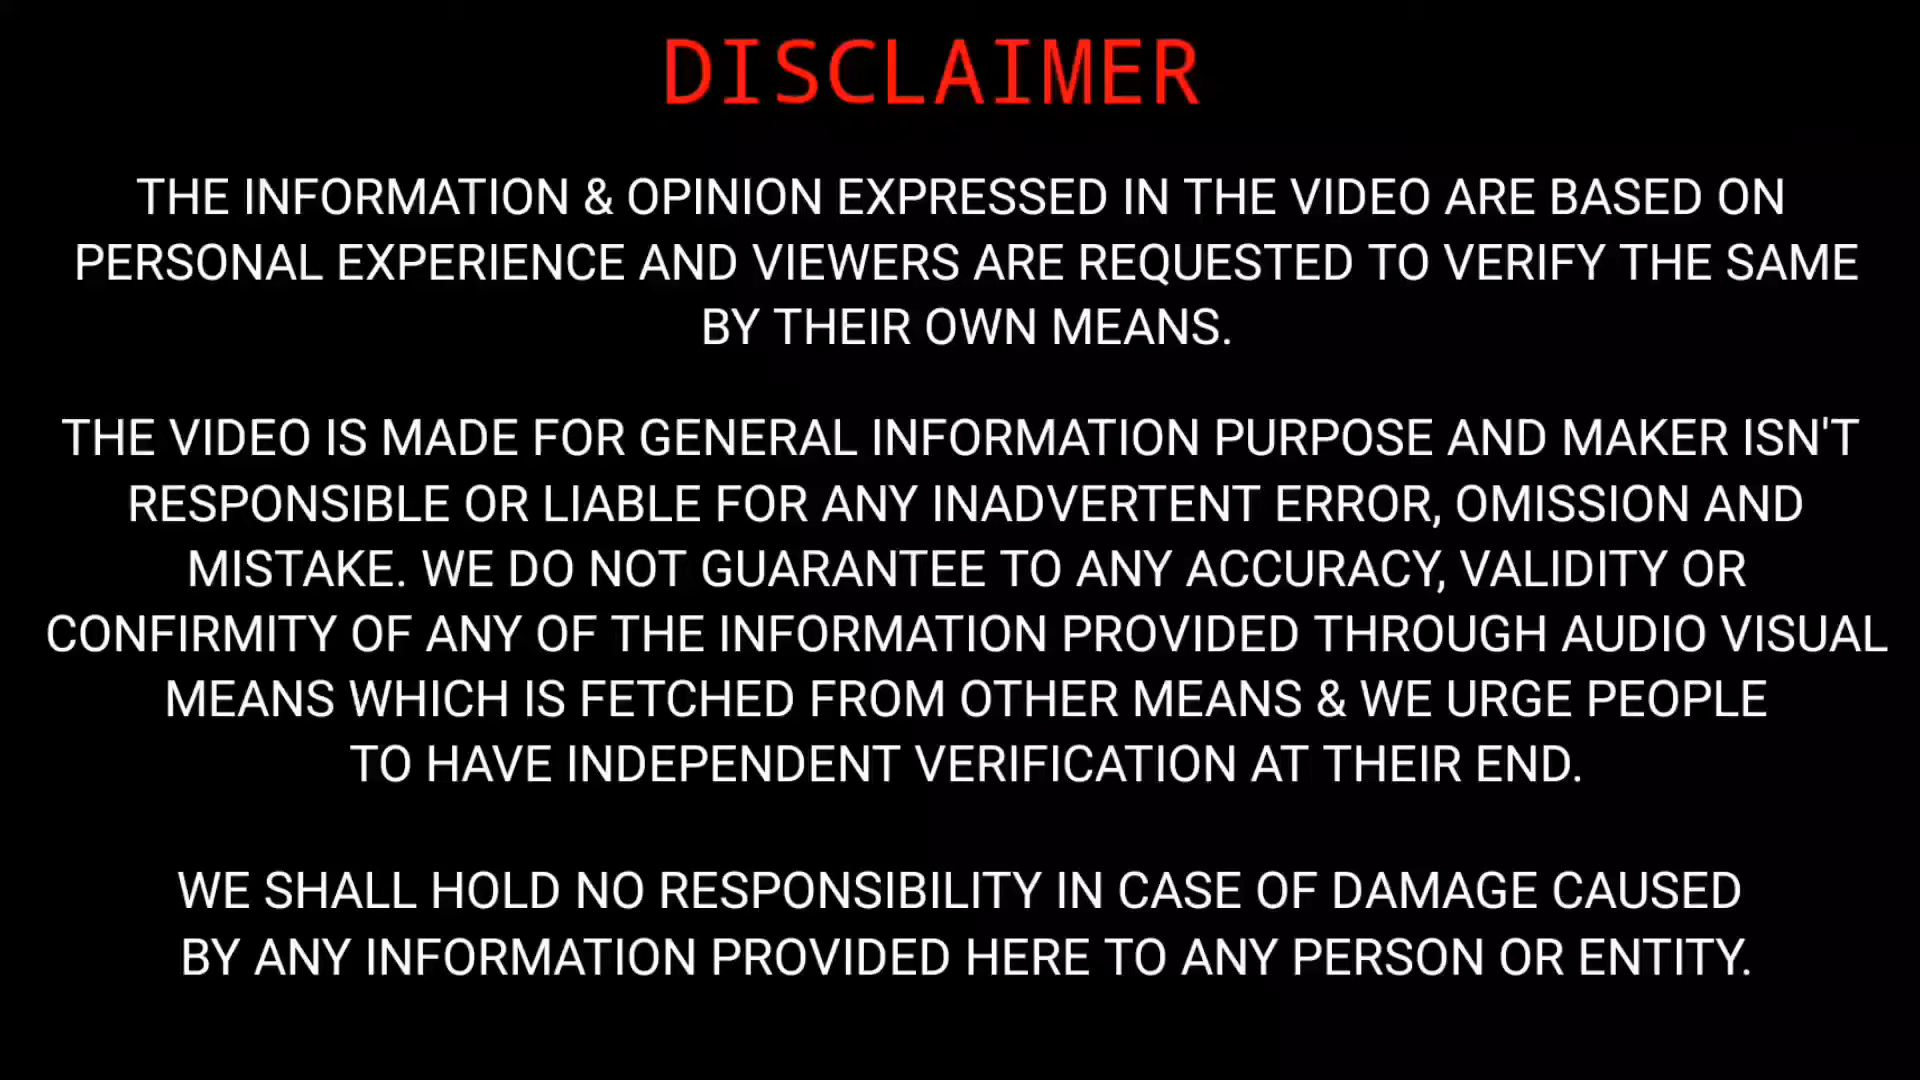 DISCLAIMER
THE INFORMATION & OPINION EXPRESSED IN THE VIDEO ARE BASED ON
PERSONAL EXPERIENCE AND VIEWERS ARE REQUESTED TO VERIFY THE SAME
BY THEIR OWN MEANS.
THE VIDEO IS MADE FOR GENERAL INFORMATION PURPOSE AND MAKER ISN'T
RESPONSIBLE OR LIABLE FOR ANY INADVERTENT ERROR, OMISSION AND
MISTAKE. WE DO NOT GUARANTEE TO ANY ACCURACY, VALIDITY OR
CONFIRMITY OF ANY OF THE INFORMATION PROVIDED THROUGH AUDIO VISUAL
MEANS WHICH IS FETCHED FROM OTHER MEANS & WE URGE PEOPLE
TO HAVE INDEPENDENT VERIFICATION AT THEIR END.
WE SHALL HOLD NO RESPONSIBILITY IN CASE OF DAMAGE CAUSED
BY ANY INFORMATION PROVIDED HERE TO ANY PERSON OR ENTITY.